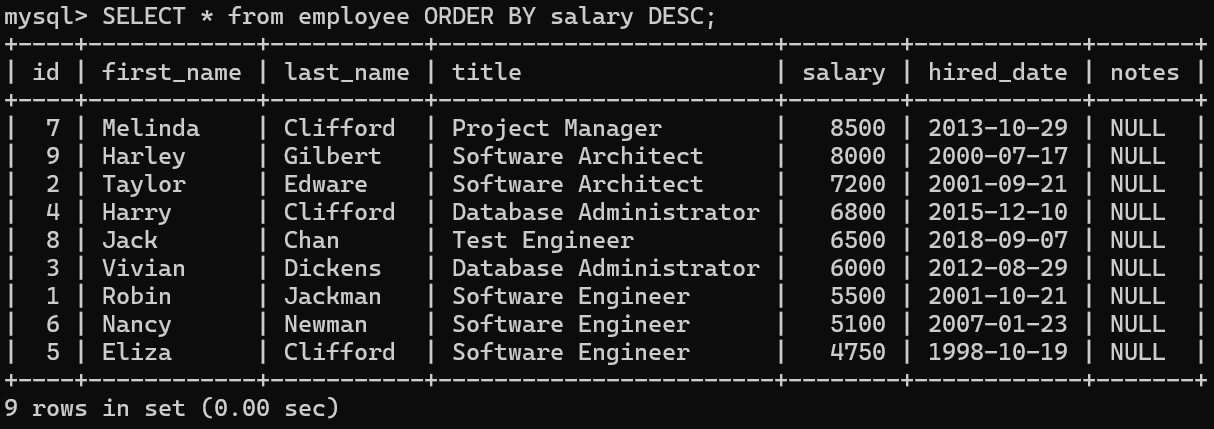 mysql> SELECT * from employee ORDER BY salary DESC;
+----+------------+-----------+------------------------+--------+------------+-------+
| id | first_name | last_name | title                  | salary | hired_date | notes |
+----+------------+-----------+------------------------+--------+------------+-------+
|  7 | Melinda    | Clifford  | Project Manager        |   8500 | 2013-10-29 | NULL  |
|  9 | Harley     | Gilbert   | Software Architect     |   8000 | 2000-07-17 | NULL  |
|  2 | Taylor     | Edware    | Software Architect     |   7200 | 2001-09-21 | NULL  |
|  4 | Harry      | Clifford  | Database Administrator |   6800 | 2015-12-10 | NULL  |
|  8 | Jack       | Chan      | Test Engineer          |   6500 | 2018-09-07 | NULL  |
|  3 | Vivian     | Dickens   | Database Administrator |   6000 | 2012-08-29 | NULL  |
|  1 | Robin      | Jackman   | Software Engineer      |   5500 | 2001-10-21 | NULL  |
|  6 | Nancy      | Newman    | Software Engineer      |   5100 | 2007-01-23 | NULL  |
|  5 | Eliza      | Clifford  | Software Engineer      |   4750 | 1998-10-19 | NULL  |
+----+------------+-----------+------------------------+--------+------------+-------+
9 rows in set (0.00 sec)